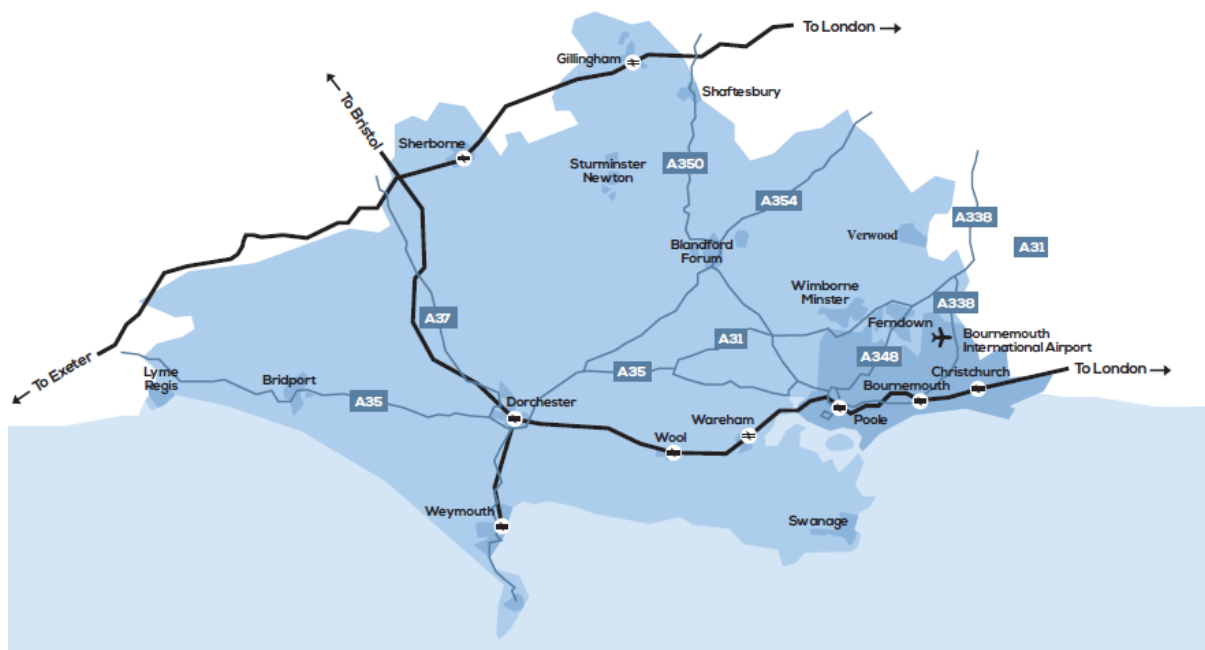 To London
Gillingham
Shaftesbury
To Bristol
Sherborne
A350
Sturminster
Newton
A354
A338
Verwood
A31
Blandford
Forum
Wimborne
Minster
A338
A37
Ferndown
A31
Bournemouth
International Airport
A348
To Exeter
Lyme
Regis
Bridport
A35
A35
Christchurch
To London
Bournemouth
Dorchester
Wareham
Poole
Wool
Weymouth
Swanage